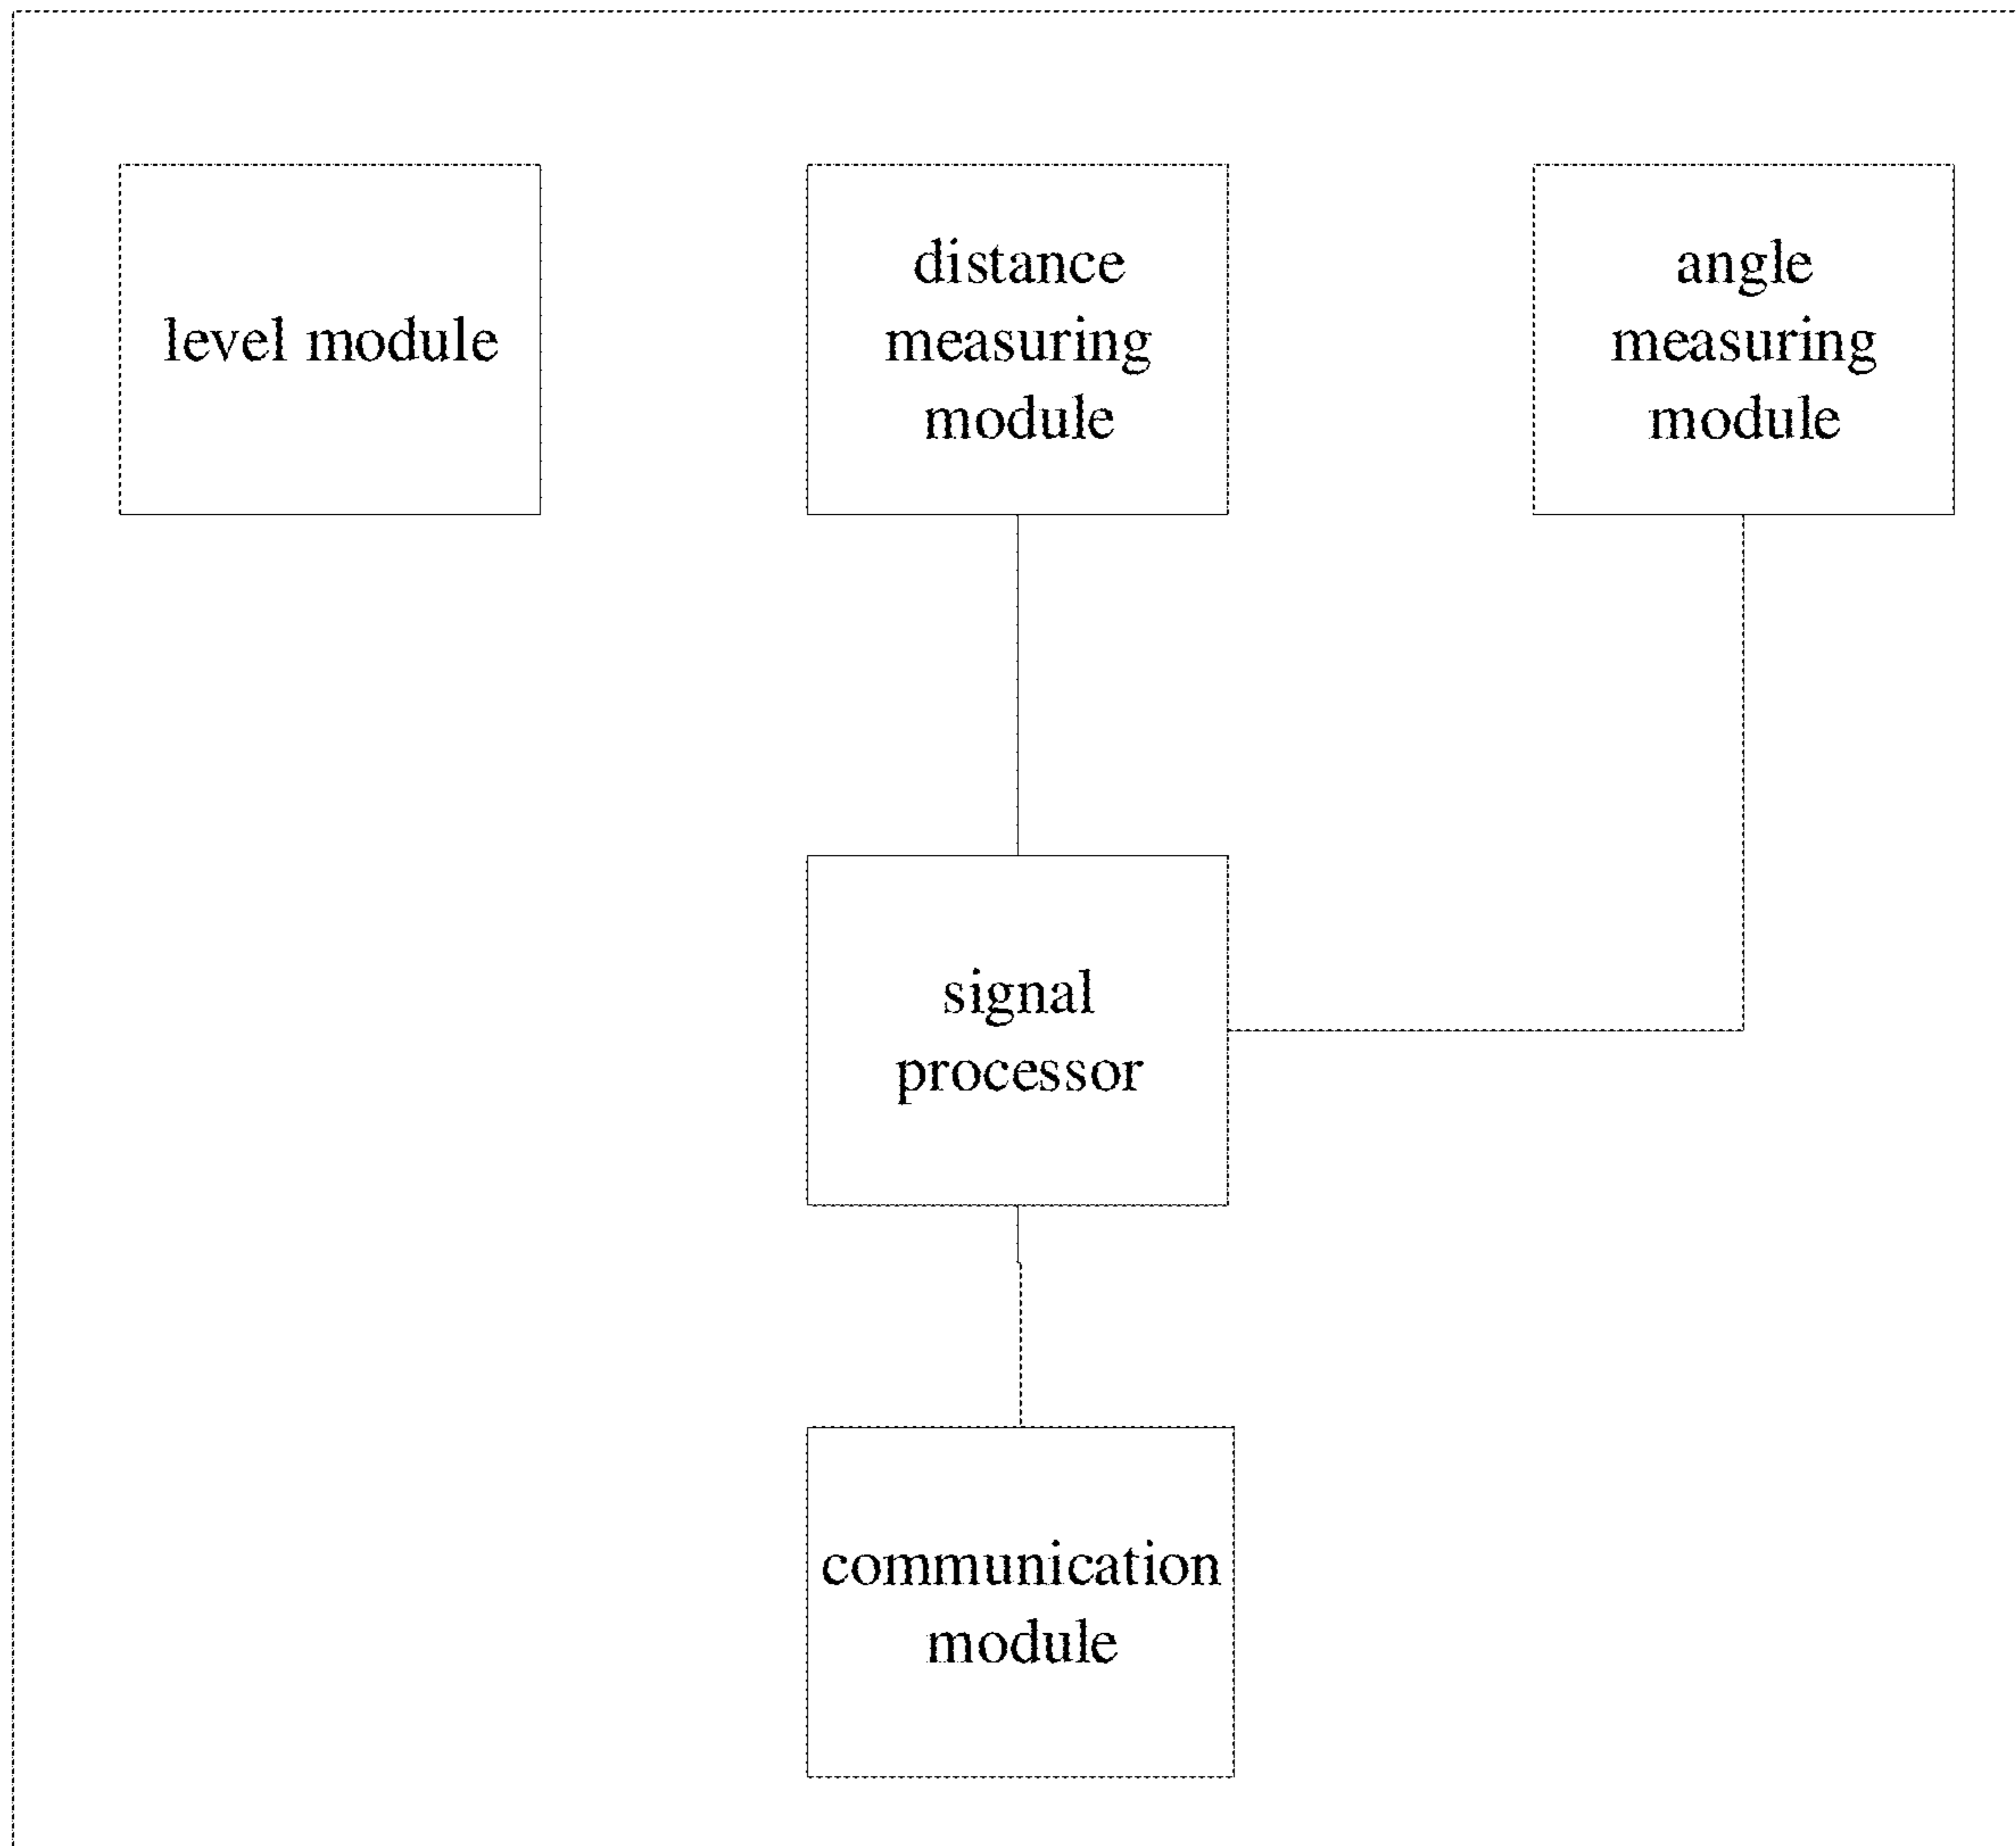 level module
distance
measuring
module
angle
measuring
module
signal
processor
communication
module